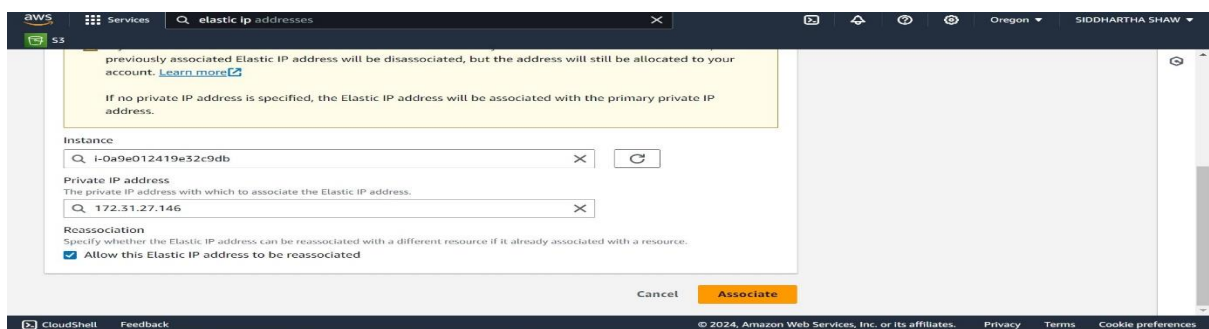 aws Services elastic ip addresses Oregon SIDDHARTHA SHAW
S3
previously associated Elastic IP address will be disassociated, but the address will still be allocated to your
account. Learn more
If no private IP address is specified, the Elastic IP address will be associated with the primary private IP
address.
Instance
i-0a9e012419e32c9db
Private IP address
The private IP address with which to associate the Elastic IP address.
172.31.27.146
Reassociation
Specify whether the Elastic IP address can be reassociated with a different resource if it already associated with a resource.
Allow this Elastic IP address to be reassociated
Cancel Associate
CloudShell Feedback © 2024, Amazon Web Services, Inc. or its affiliates. Privacy Terms Cookie preferences